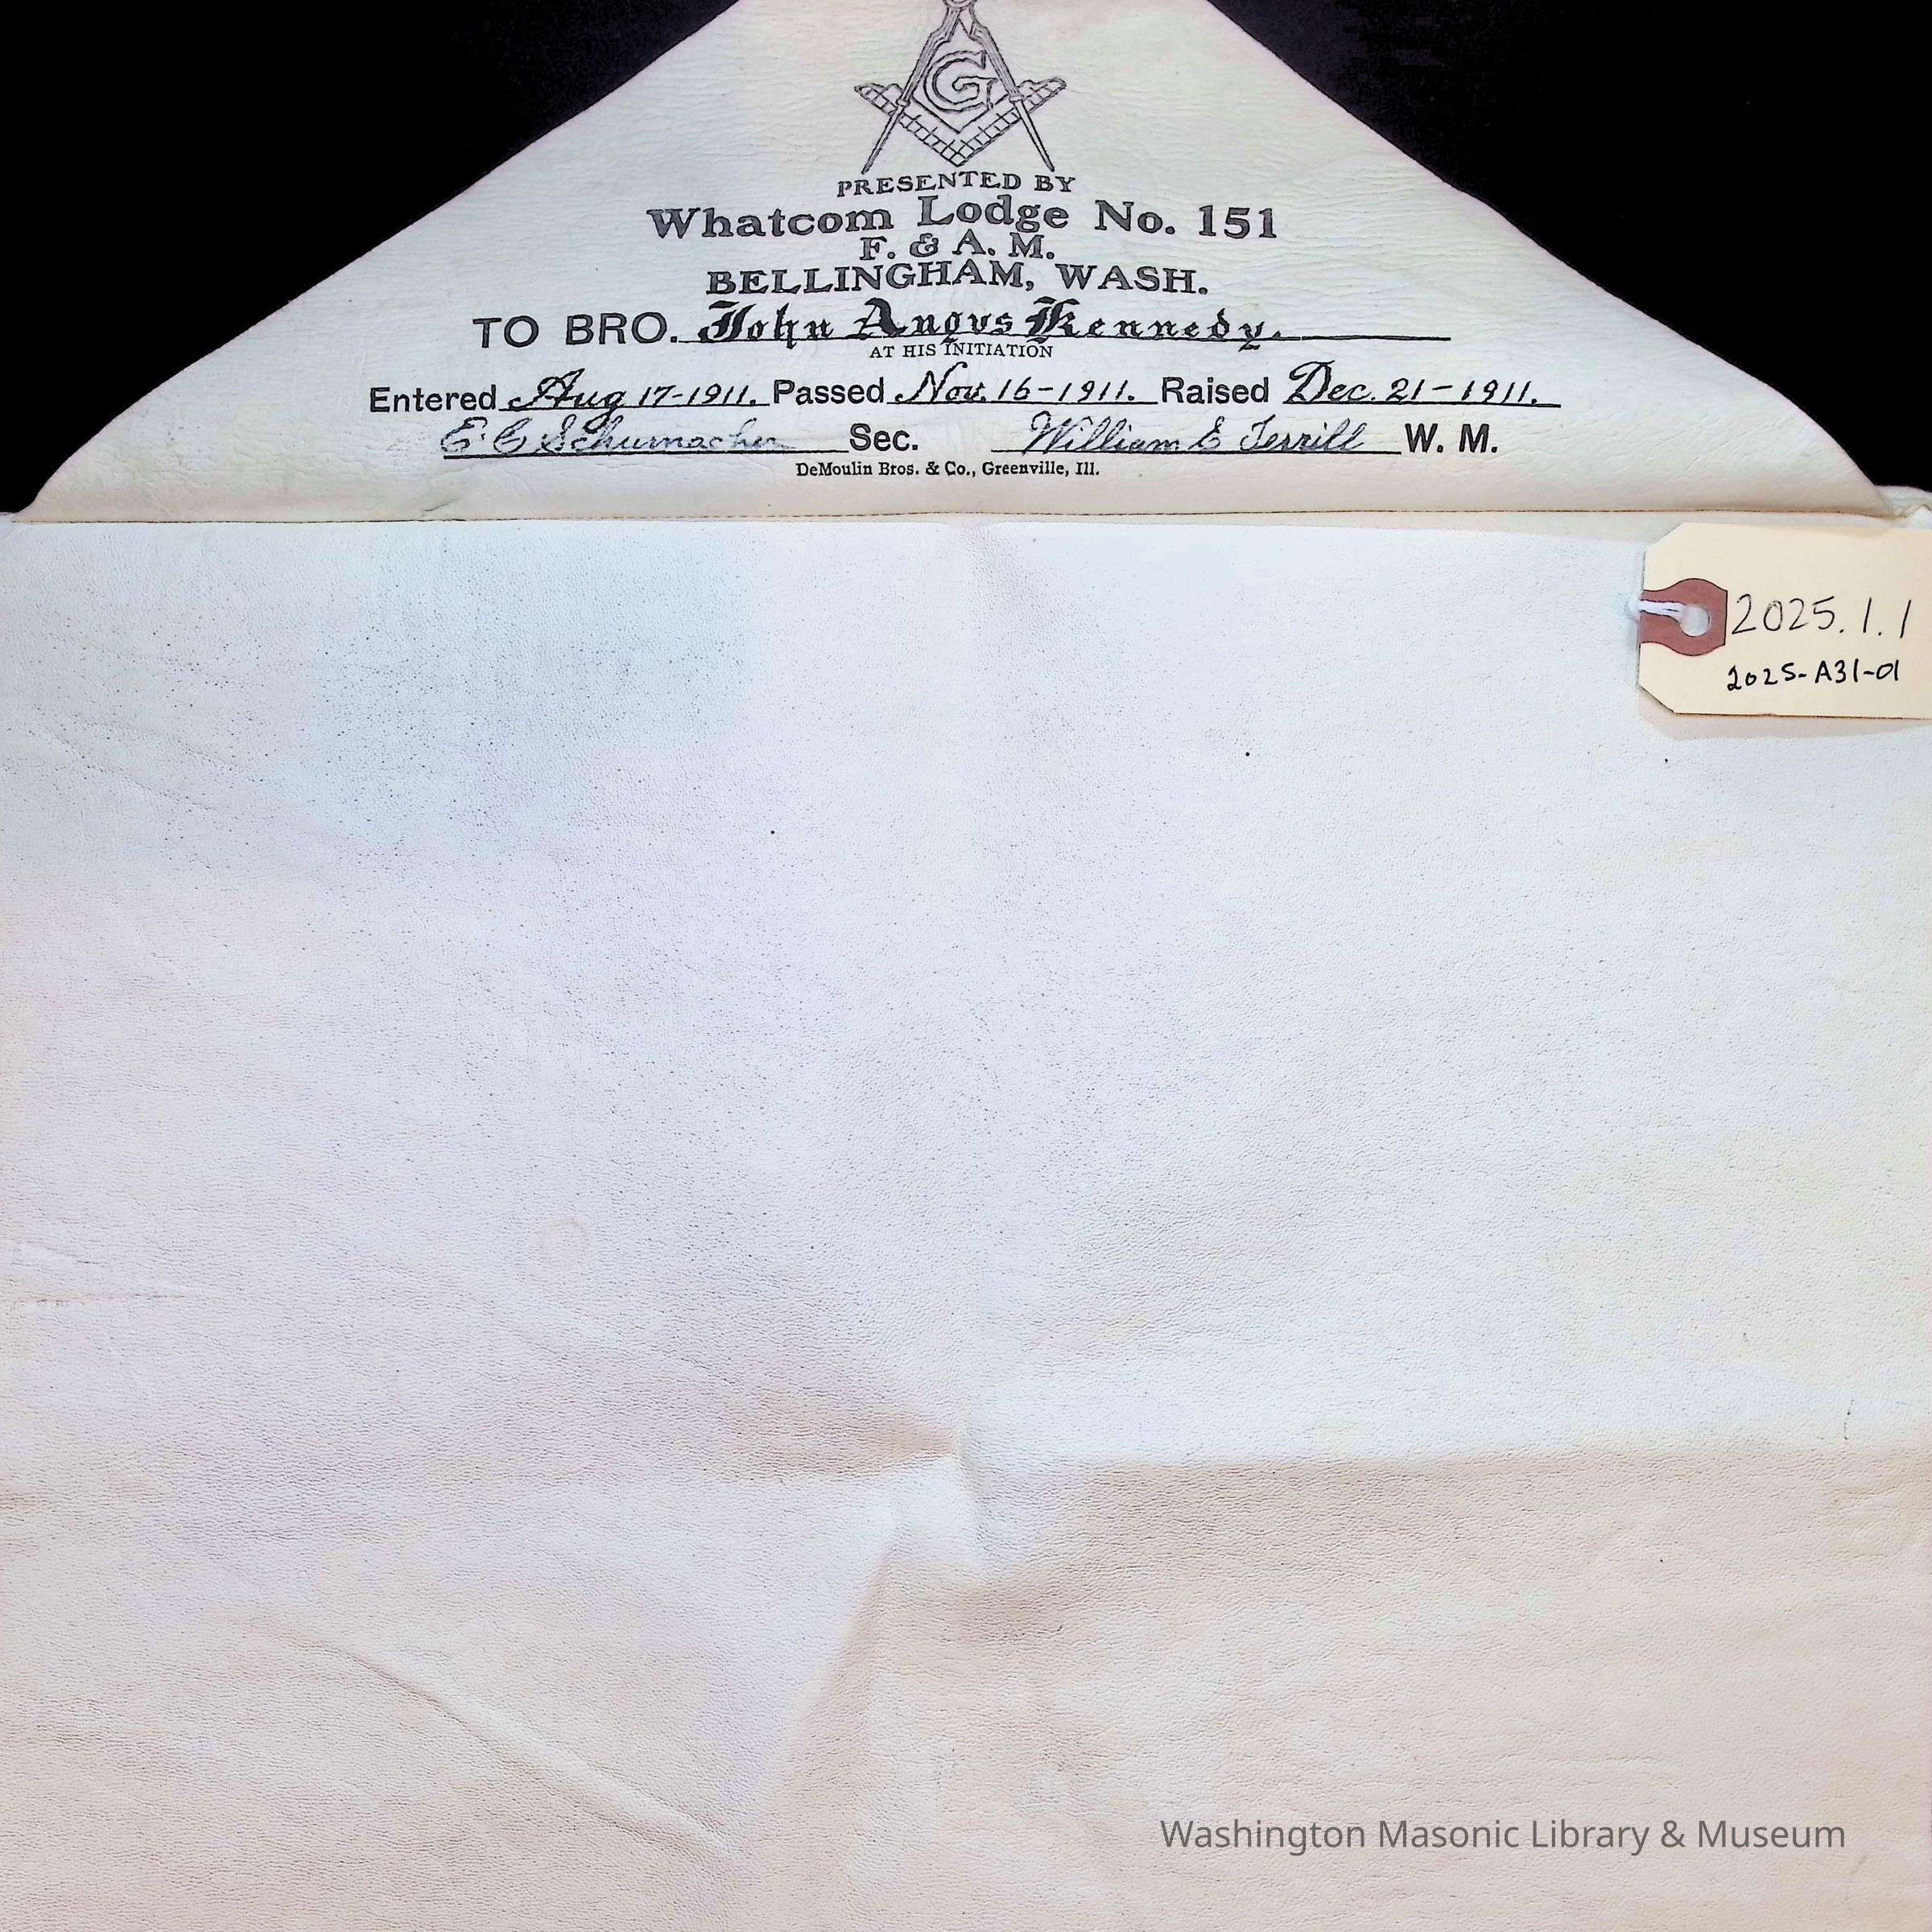 G
PRESENTED BY
Whatcom Lodge No. 151
F. & A. M.
BELLINGHAM, WASH.
TO BRO. John Angus Kennedy.
AT HIS INITIATION
Entered Aug 17-1911. Passed Nov. 16-1911. Raised Dec. 21-1911.
E C Schumacher Sec. William E Terrill W. M.
DeMoulin Bros. & Co., Greenville, Ill.
2025.1.1
2025-A31-01
Washington Masonic Library & Museum